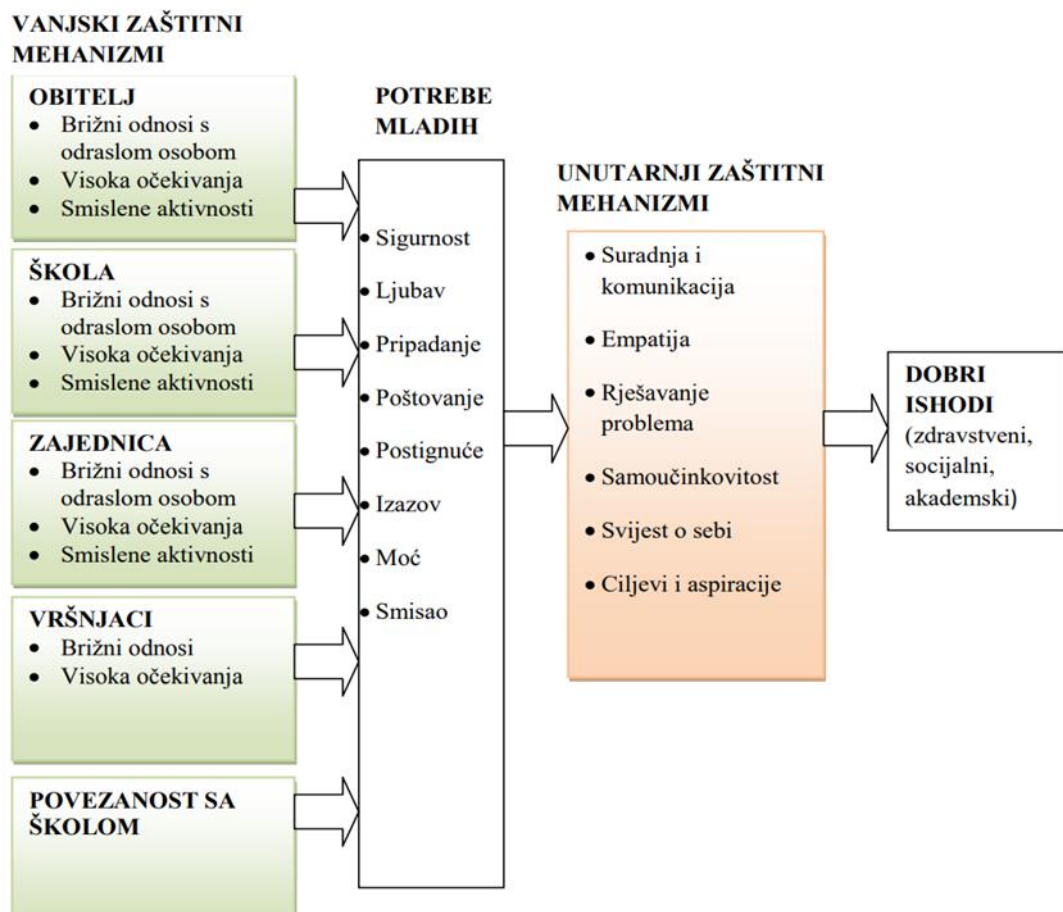 VANJSKI ZAŠTITNI
MEHANIZMI
OBITELJ
• Brižni odnosi s
odraslom osobom
• Visoka očekivanja
• Smislene aktivnosti
ŠKOLA
• Brižni odnosi s
odraslom osobom
• Visoka očekivanja
• Smislene aktivnosti
ZAJEDNICA
• Brižni odnosi s
odraslom osobom
• Visoka očekivanja
• Smislene aktivnosti
VRŠNJACI
• Brižni odnosi
• Visoka očekivanja
POVEZANOST SA
ŠKOLOM
POTREBE
MLADIH
• Sigurnost
• Ljubav
• Pripadanje
• Poštovanje
• Postignuće
• Izazov
• Moć
• Smisao
UNUTARNJI ZAŠTITNI
MEHANIZMI
• Suradnja i
komunikacija
• Empatija
• Rješavanje
problema
• Samoučinkovitost
• Svijest o sebi
• Ciljevi i aspiracije
DOBRI
ISHODI
(zdravstveni,
socijalni,
akademski)